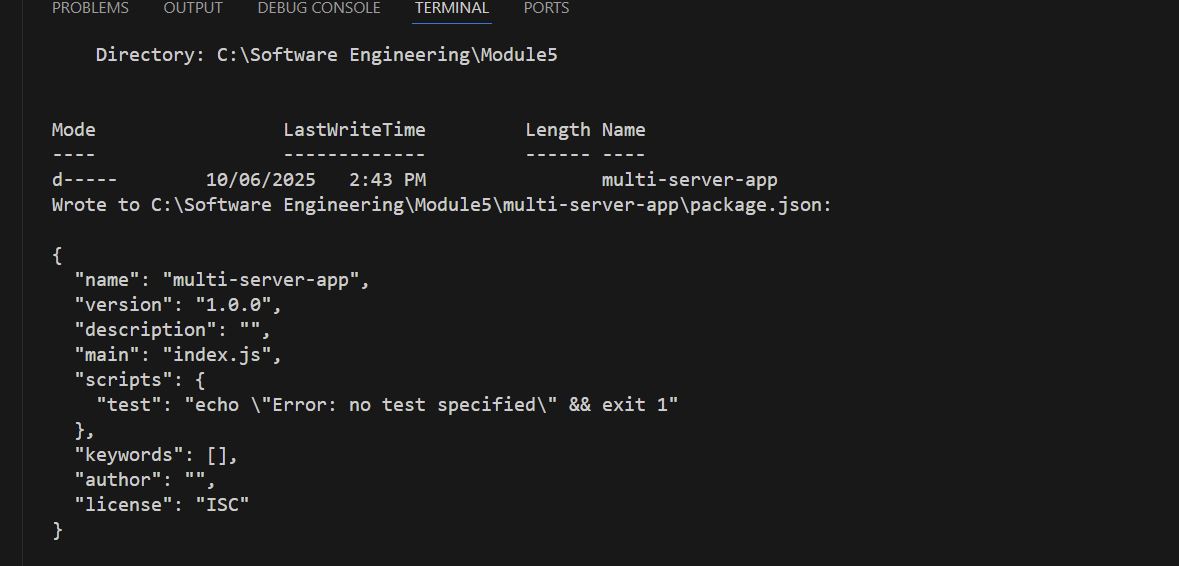 PROBLEMS OUTPUT DEBUG CONSOLE TERMINAL PORTS
Directory: C:\Software Engineering\Module5
Mode LastWriteTime Length Name
---- ------------- ------ ----
d----- 10/06/2025 2:43 PM multi-server-app
Wrote to C:\Software Engineering\Module5\multi-server-app\package.json:
{
"name": "multi-server-app",
"version": "1.0.0",
"description": "",
"main": "index.js",
"scripts": {
"test": "echo \"Error: no test specified\" && exit 1"
},
"keywords": [],
"author": "",
"license": "ISC"
}